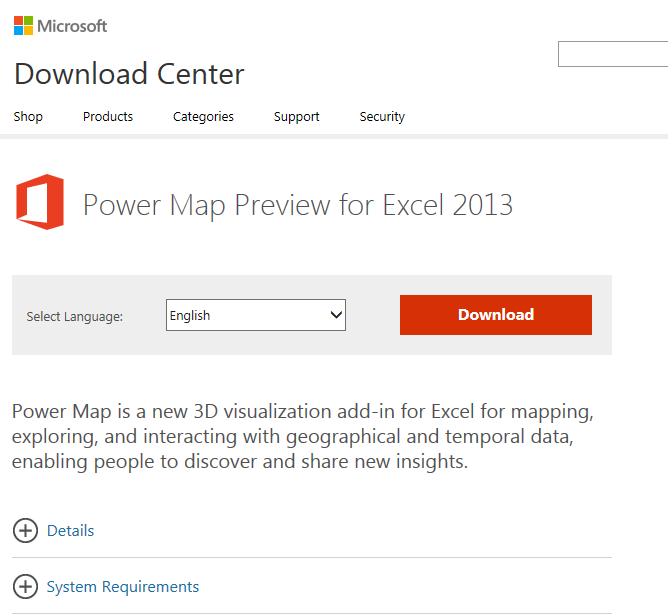 Microsoft
Download Center
Shop Products Categories Support Security
Power Map Preview for Excel 2013
Select Language: English Download
Power Map is a new 3D visualization add-in for Excel for mapping,
exploring, and interacting with geographical and temporal data,
enabling people to discover and share new insights.
Details
System Requirements